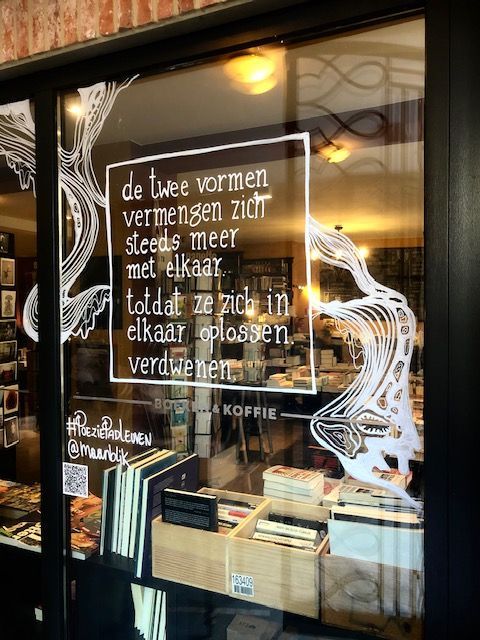 de twee vormen
vermengen zich
steeds meer
met elkaar,
totdat ze zich in
elkaar oplossen.
verdwenen.
BOEKEN & KOFFIE
#PoëziePadLeuven
@maanblik
163409